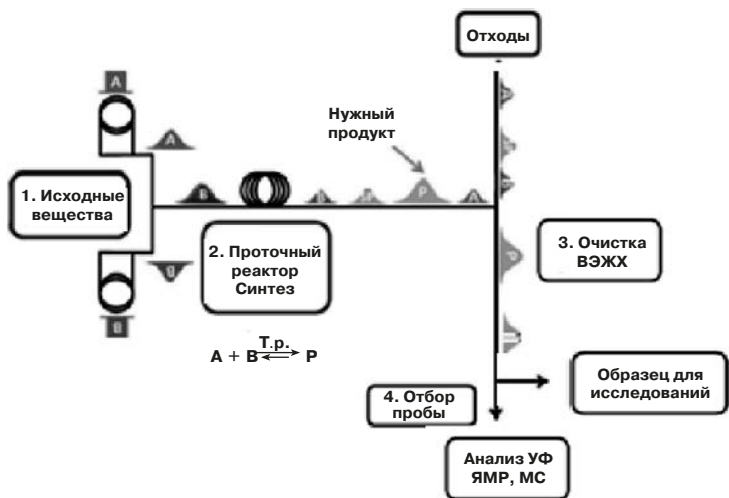 Отходы
A
Нужный
продукт
A
1. Исходные
вещества
Б
P
A
2. Проточный
реактор
Синтез
3. Очистка
ВЭЖХ
B
B
Т.р.
A + B ⇄ P
P
Образец для
исследований
4. Отбор
пробы
Анализ УФ
ЯМР, МС